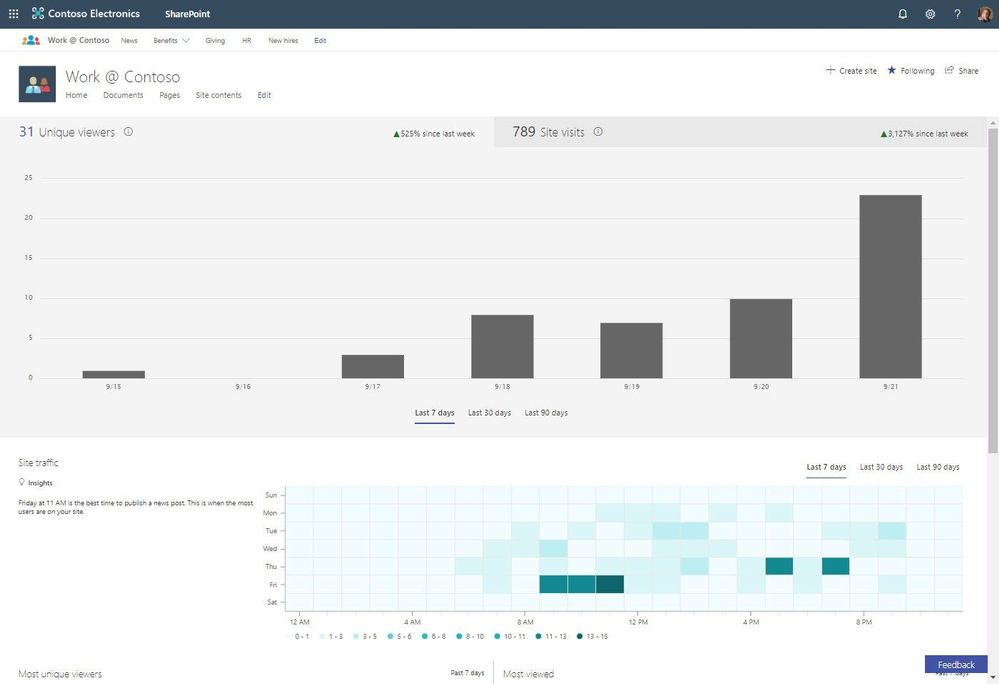 Contoso Electronics SharePoint ?
Work @ Contoso News Benefits Giving HR New hires Edit
Work @ Contoso
Home Documents Pages Site contents Edit
Create site Following Share
31 Unique viewers 525% since last week
789 Site visits 3,127% since last week
25
20
15
10
5
0
9/15 9/16 9/17 9/18 9/19 9/20 9/21
Last 7 days Last 30 days Last 90 days
Site traffic
Last 7 days Last 30 days Last 90 days
Insights
Friday at 11 AM is the best time to publish a news post. This is when the most
users are on your site.
Sun
Mon
Tue
Wed
Thu
Fri
Sat
12 AM 4 AM 8 AM 12 PM 4 PM 8 PM
0 - 1 1 - 3 3 - 5 5 - 6 6 - 8 8 - 10 10 - 11 11 - 13 13 - 15
Most unique viewers Past 7 days
Most viewed Past 7 days
Feedback